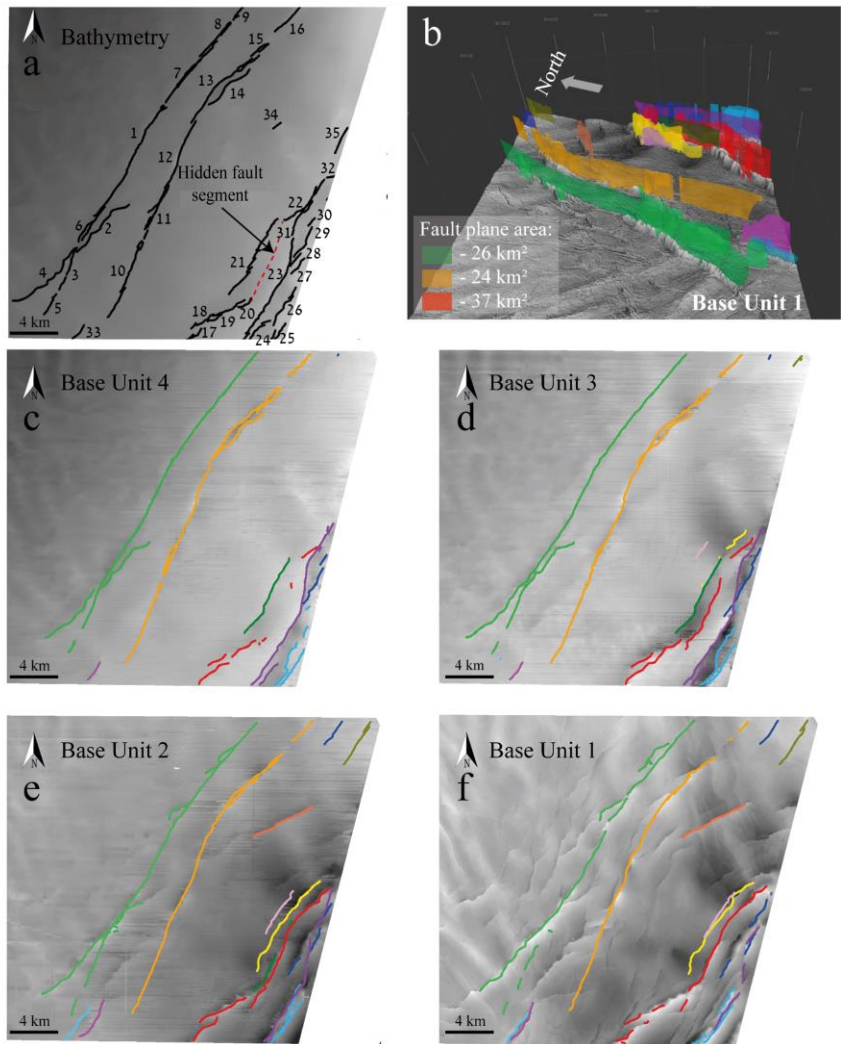 a
Bathymetry
N
9
8
16
15
7
13
14
34
1
35
12
32
Hidden fault
segment
6
2
22
30
11
31
29
28
4
3
10
21
23
27
5
18
26
20
19
33
17
24
25
4 km
b
North
Fault plane area:
- 26 km²
- 24 km²
- 37 km²
Base Unit 1
c
Base Unit 4
N
4 km
d
Base Unit 3
N
4 km
e
Base Unit 2
N
4 km
f
Base Unit 1
N
4 km